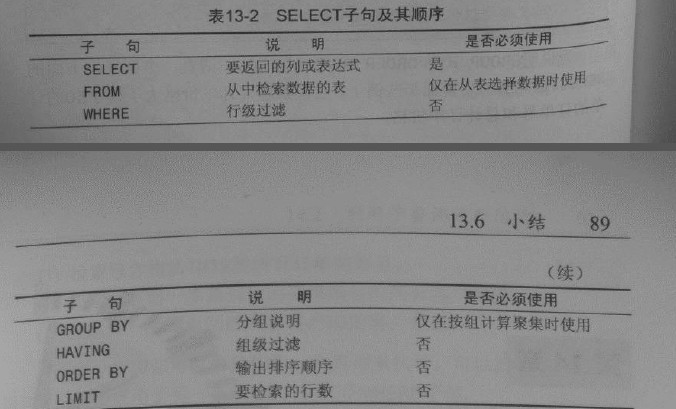 表13-2 SELECT子句及其顺序
子 句 说 明 是否必须使用
SELECT 要返回的列或表达式 是
FROM 从中检索数据的表 仅在从表选择数据时使用
WHERE 行级过滤 否
13.6 小结 89
（续）
子 句 说 明 是否必须使用
GROUP BY 分组说明 仅在按组计算聚集时使用
HAVING 组级过滤 否
ORDER BY 输出排序顺序 否
LIMIT 要检索的行数 否